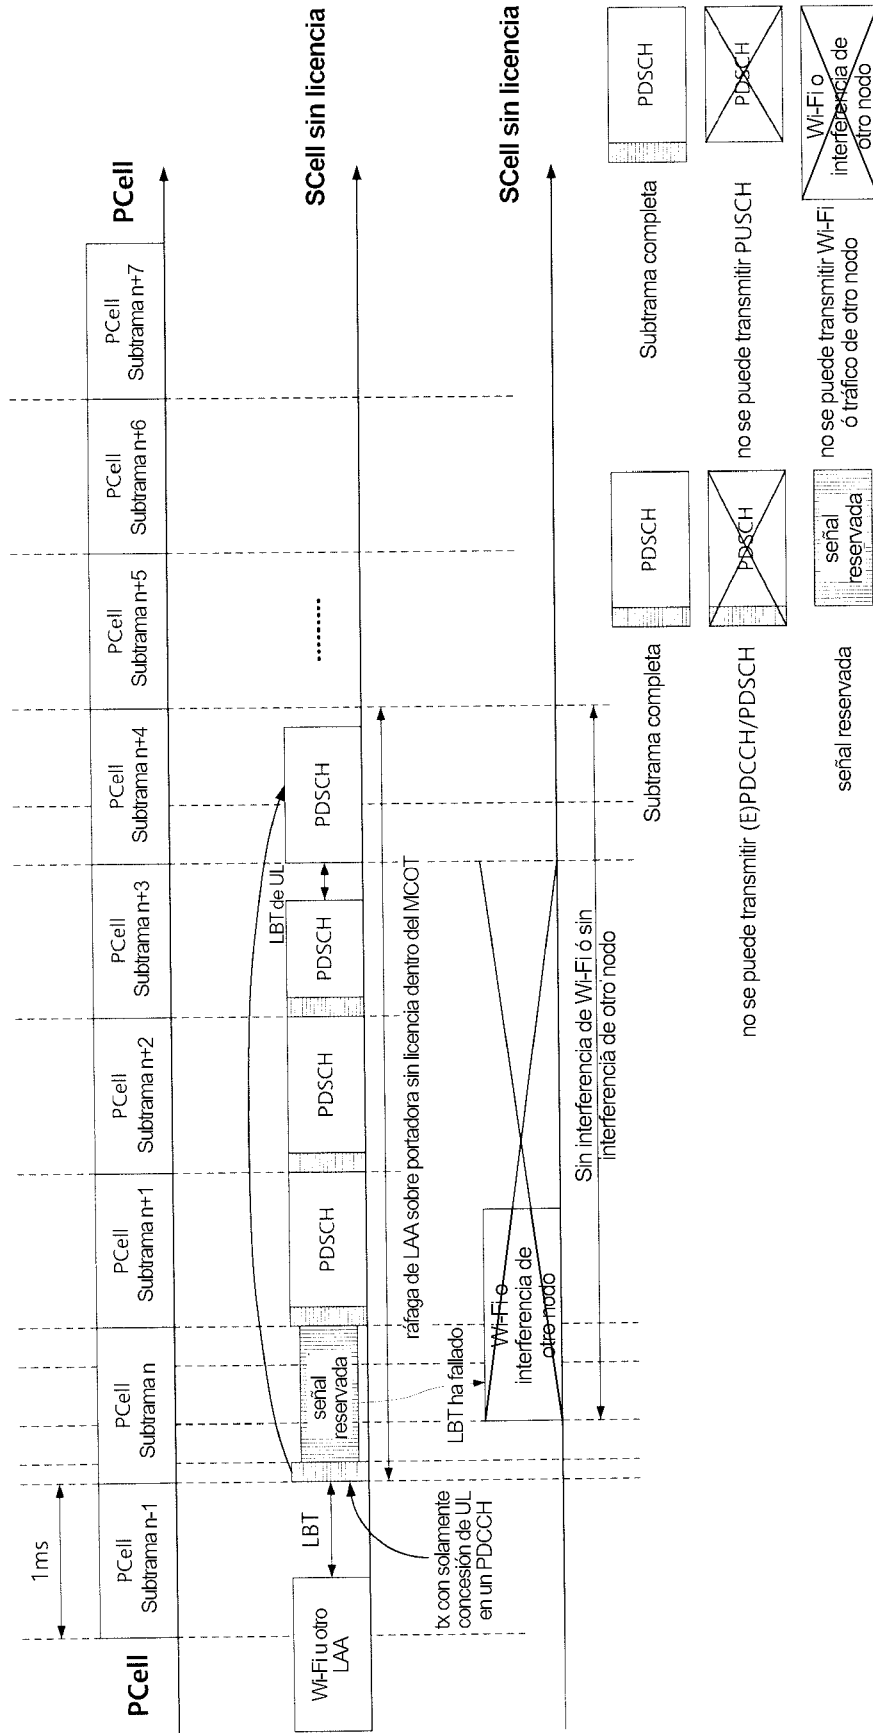 1ms
PCell
PCell
Subtrama n-1
PCell
Subtrama n
PCell
Subtrama n+1
PCell
Subtrama n+2
PCell
Subtrama n+3
PCell
Subtrama n+4
PCell
Subtrama n+5
PCell
Subtrama n+6
PCell
Subtrama n+7
PCell
Wi-Fi u otro
LAA
LBT
señal
reservada
PDSCH
PDSCH
PDSCH
LBT de UL
PDSCH
.........
SCell sin licencia
tx con solamente
concesión de UL
en un PDCCH
ráfaga de LAA sobre portadora sin licencia dentro del MCOT
LBT ha fallado
Wi-Fi o
interferencia de
otro nodo
SCell sin licencia
Sin interferencia de Wi-Fi ó sin
interferencia de otro nodo
Subtrama completa
PDSCH
Subtrama completa
PDSCH
no se puede transmitir (E)PDCCH/PDSCH
PDSCH
no se puede transmitir PUSCH
PDSCH
señal reservada
señal
reservada
no se puede transmitir Wi-Fi
ó tráfico de otro nodo
Wi-Fi o
interferencia de
otro nodo